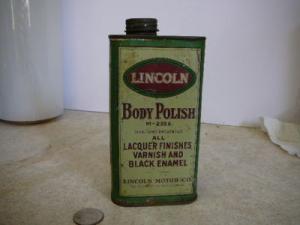 LINCOLN
BODY POLISH
ALL
LACQUER FINISHES
VARNISH AND
BLACK ENAMEL
LINCOLN MOTOR CO.